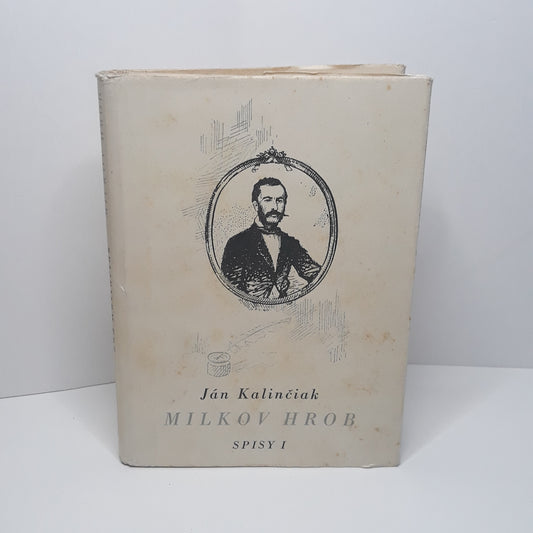 Ján Kalinčiak
MILKOV HROB
SPISY I